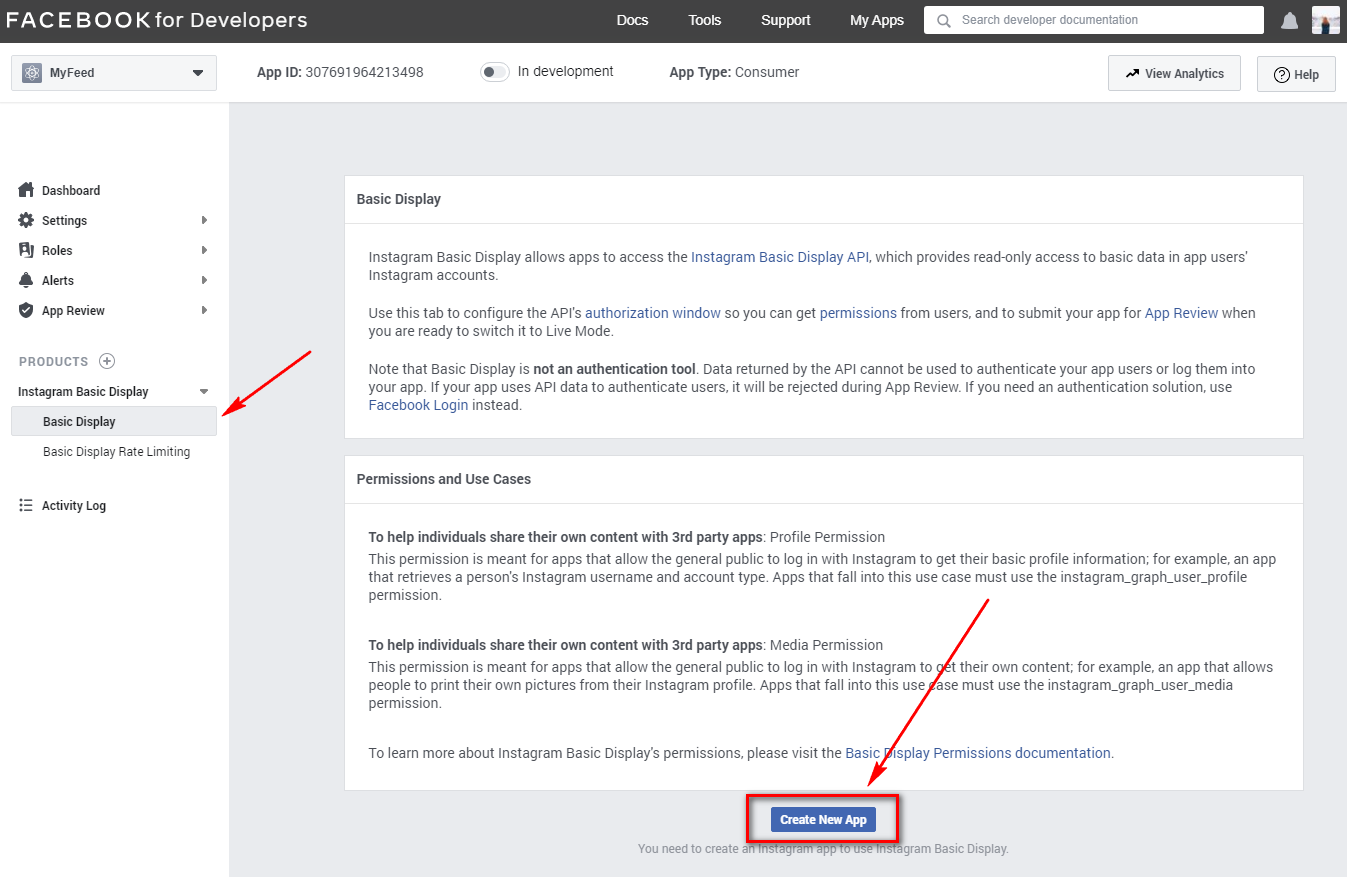 FACEBOOK for Developers
Docs Tools Support My Apps Search developer documentation
MyFeed
App ID: 307691964213498 In development App Type: Consumer
View Analytics Help
Dashboard
Settings
Roles
Alerts
App Review
PRODUCTS
Instagram Basic Display
Basic Display
Basic Display Rate Limiting
Activity Log
Basic Display
Instagram Basic Display allows apps to access the Instagram Basic Display API, which provides read-only access to basic data in app users'
Instagram accounts.
Use this tab to configure the API's authorization window so you can get permissions from users, and to submit your app for App Review when
you are ready to switch it to Live Mode.
Note that Basic Display is not an authentication tool. Data returned by the API cannot be used to authenticate your app users or log them into
your app. If your app uses API data to authenticate users, it will be rejected during App Review. If you need an authentication solution, use
Facebook Login instead.
Permissions and Use Cases
To help individuals share their own content with 3rd party apps: Profile Permission
This permission is meant for apps that allow the general public to log in with Instagram to get their basic profile information; for example, an app
that retrieves a person's Instagram username and account type. Apps that fall into this use case must use the instagram_graph_user_profile
permission.
To help individuals share their own content with 3rd party apps: Media Permission
This permission is meant for apps that allow the general public to log in with Instagram to get their own content; for example, an app that allows
people to print their own pictures from their Instagram profile. Apps that fall into this use case must use the instagram_graph_user_media
permission.
To learn more about Instagram Basic Display's permissions, please visit the Basic Display Permissions documentation.
Create New App
You need to create an Instagram app to use Instagram Basic Display.